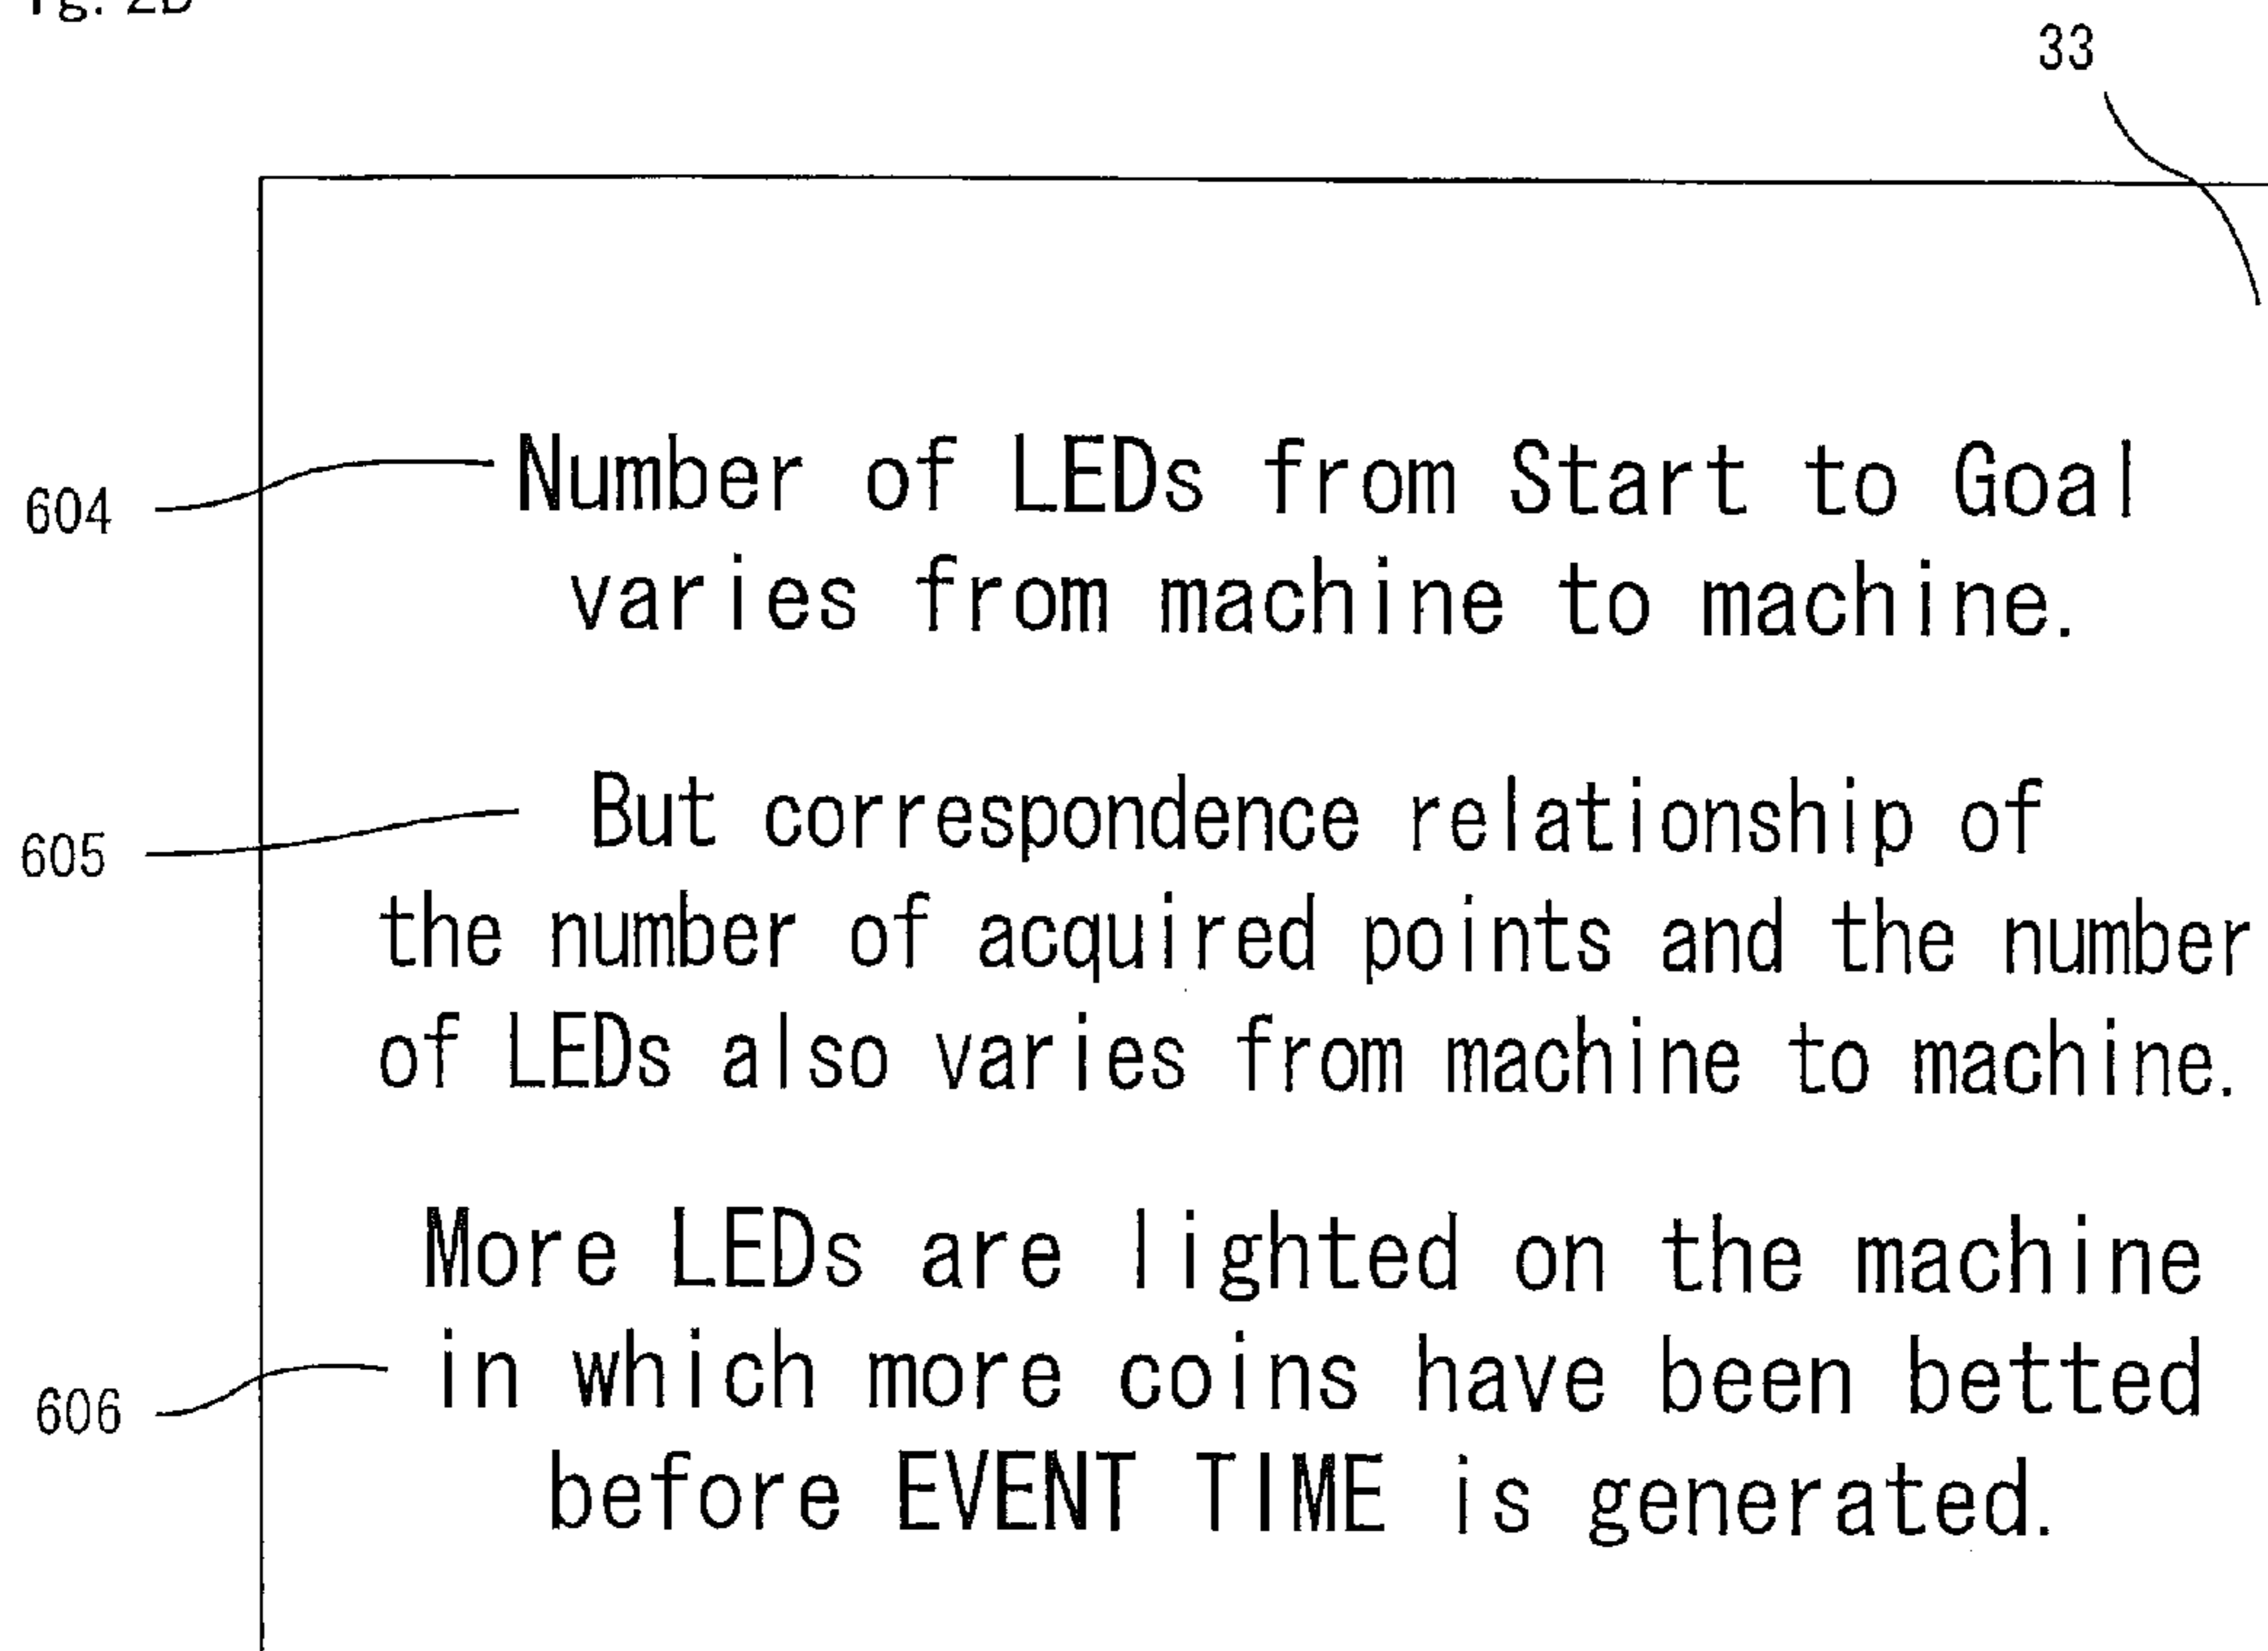 33
604
Number of LEDs from Start to Goal
varies from machine to machine.
605
But correspondence relationship of
the number of acquired points and the number
of LEDs also varies from machine to machine.
More LEDs are lighted on the machine
606
in which more coins have been betted
before EVENT TIME is generated.